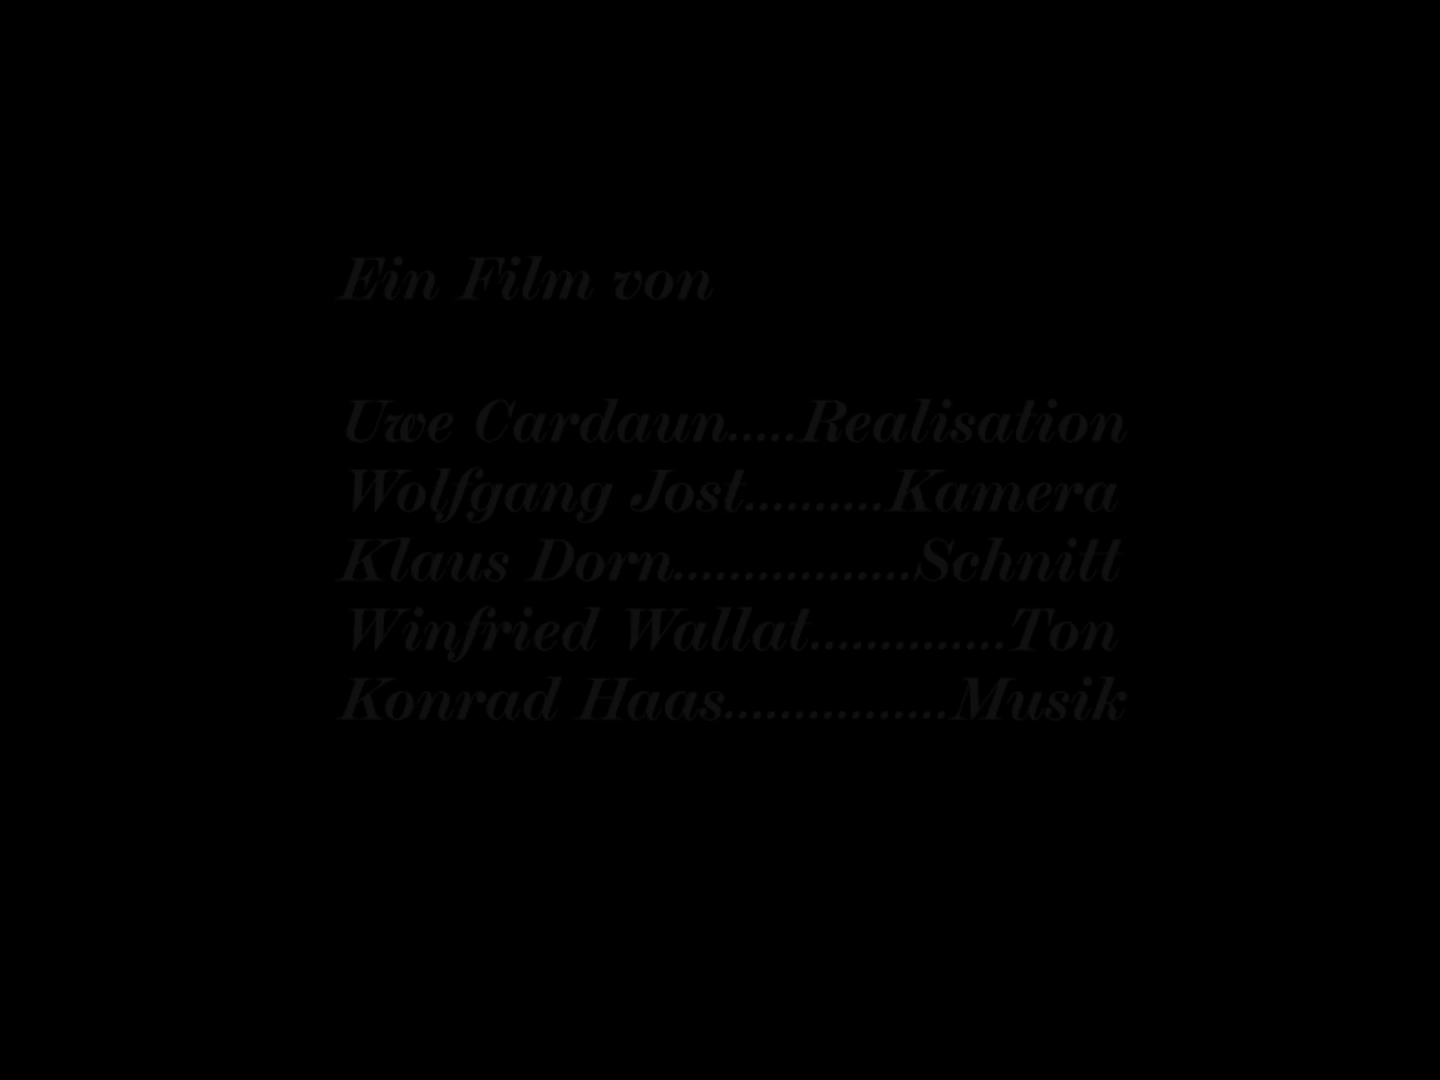 Ein Film von
Uwe Cardaun.....Realisation
Wolfgang Jost..........Kamera
Klaus Dorn.................Schnitt
Winfried Wallat..............Ton
Konrad Haas................Musik